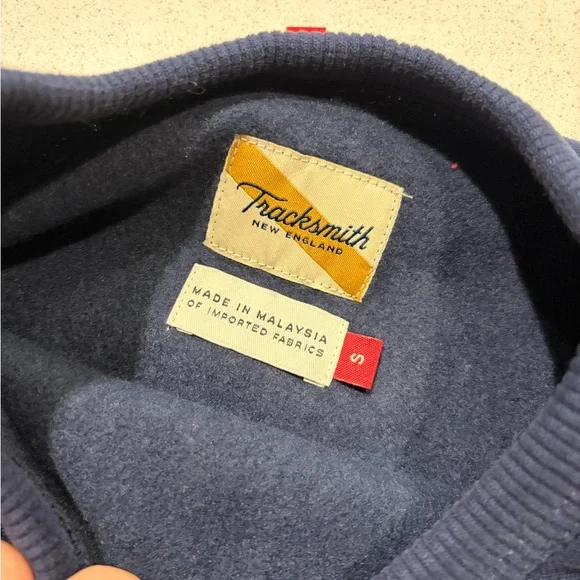 Tracksmith
NEW ENGLAND
MADE IN MALAYSIA
OF IMPORTED FABRICS
S